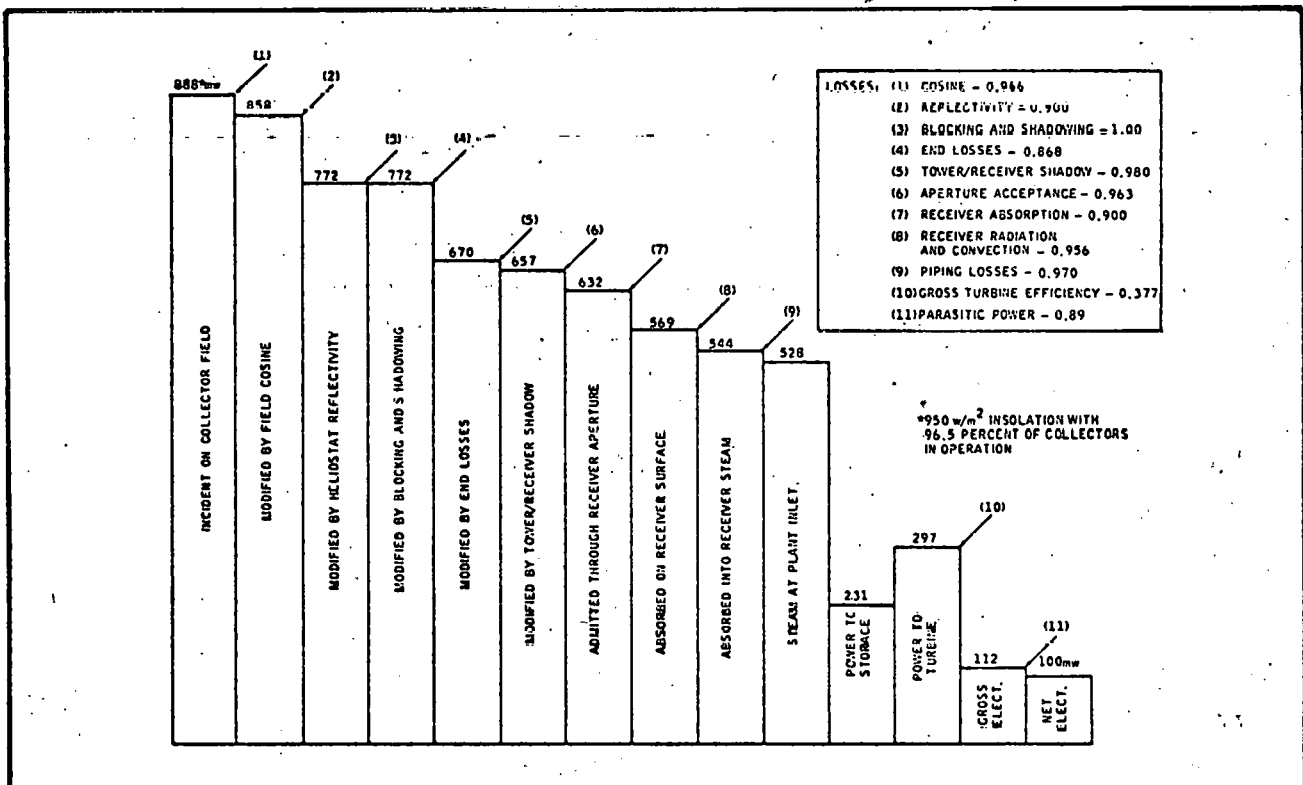 888*mw
(1)
858
(2)
772
(3)
772
(4)
670
(5)
657
(6)
632
(7)
569
(8)
544
(9)
528
231
297
(10)
112
(11)
100mw
INCIDENT ON COLLECTOR FIELD
MODIFIED BY FIELD COSINE
MODIFIED BY HELIOSTAT REFLECTIVITY
MODIFIED BY BLOCKING AND SHADOWING
MODIFIED BY END LOSSES
MODIFIED BY TOWER/RECEIVER SHADOW
ADMITTED THROUGH RECEIVER APERTURE
ABSORBED ON RECEIVER SURFACE
ABSORBED INTO RECEIVER STEAM
STEAM AT PLANT INLET
POWER TO
STORAGE
POWER TO
TURBINE
GROSS
ELECT.
NET
ELECT.
LOSSES: (1) COSINE - 0.966
(2) REFLECTIVITY = 0.900
(3) BLOCKING AND SHADOWING = 1.00
(4) END LOSSES - 0.868
(5) TOWER/RECEIVER SHADOW - 0.980
(6) APERTURE ACCEPTANCE - 0.963
(7) RECEIVER ABSORPTION - 0.900
(8) RECEIVER RADIATION
AND CONVECTION - 0.956
(9) PIPING LOSSES - 0.970
(10) GROSS TURBINE EFFICIENCY - 0.377
(11) PARASITIC POWER - 0.89
*950 w/m² INSOLATION WITH
96.5 PERCENT OF COLLECTORS
IN OPERATION